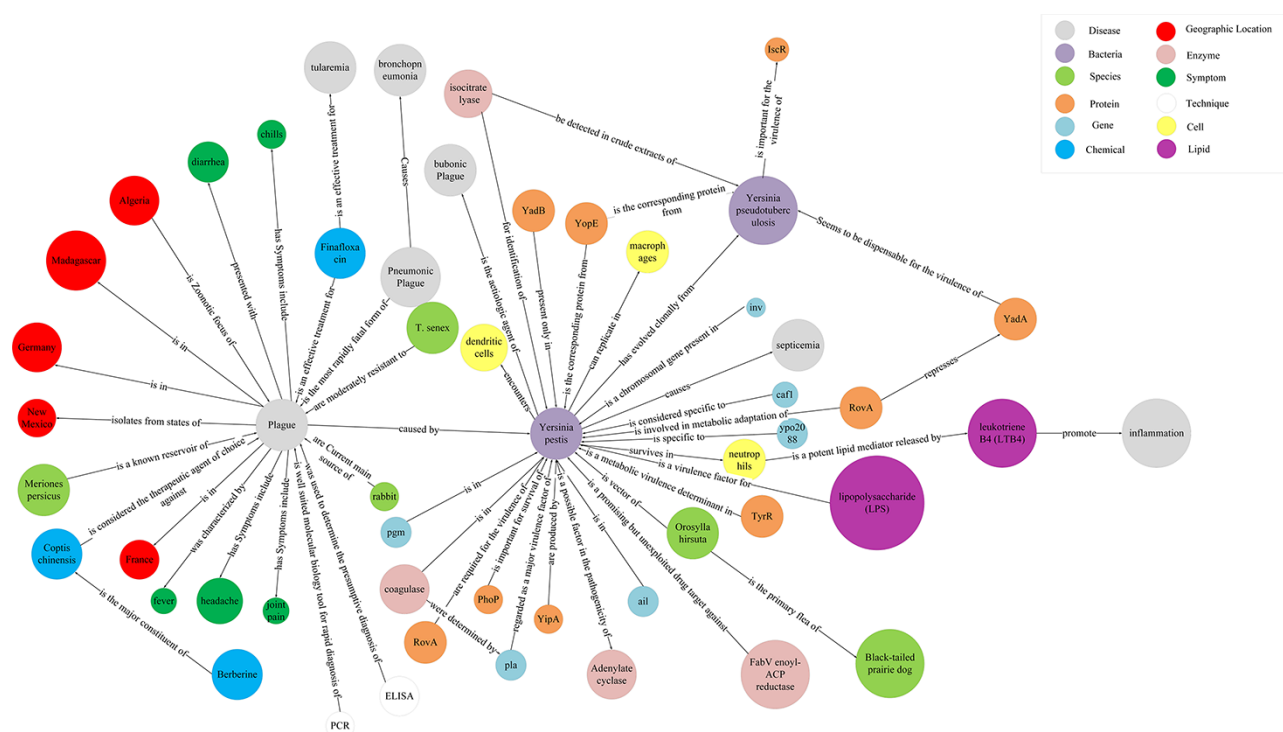 Disease
Bacteria
Species
Protein
Gene
Chemical
Geographic Location
Enzyme
Symptom
Technique
Cell
Lipid
IscR
tularemia
bronchopn
eumonia
isocitrate
lyase
is important for the
virulence of
be detected in crude extracts of
chills
diarrhea
is an effective treatment for
Causes
bubonic
Plague
Algeria
YadB
YopE
is the corresponding protein
from
Yersinia
pseudotuberc
ulosis
Seems to be dispensable for the virulence of
has Symptoms include
for identification of
Madagascar
Finafloxa
cin
macrop
hages
presented with
is Zoonotic focus of
Pneumonic
Plague
is the aetiologic agent of
present only in
is the corresponding protein from
can replicate in
has evolved clonally from
inv
YadA
is in
is an effective treatment for
is the most rapidly fatal form of
T. senex
are moderately resistant to
dendritic
cells
encounters
is a chromosomal gene present in
septicemia
causes
represses
Germany
is in
New
Mexico
isolates from states of
Plague
caused by
Yersinia
pestis
is considered specific to
caf1
is involved in metabolic adaptation of
RovA
is specific to
ypo20
88
survives in
neutrop
hils
is a potent lipid mediator released by
leukotriene
B4 (LTB4)
promote
inflammation
is a known reservoir of
Meriones
persicus
are Current main
source of
rabbit
is a virulence factor for
lipopolysaccharide
(LPS)
is a metabolic virulence determinant in
TyrR
is considered the therapeutic agent of choice
against
is in
was characterized by
has Symptoms include
has Symptoms include
is well suited molecular biology tool for rapid diagnosis of
was used to determine the presumptive diagnosis of
is in
pgm
is in
are required for the virulence of
is important for survival of
regarded as a major virulence factor of
are produced by
is a possible factor in the pathogenicity of
is in
is a promising but unexploited drug target against
is vector of
Orosylla
hirsuta
is the primary flea of
Coptis
chinensis
France
fever
headache
joint
pain
coagulase
PhoP
YipA
ail
were determined by
RovA
pla
is the major constituent of
Berberine
ELISA
PCR
Adenylate
cyclase
FabV enoyl-
ACP
reductase
Black-tailed
prairie dog